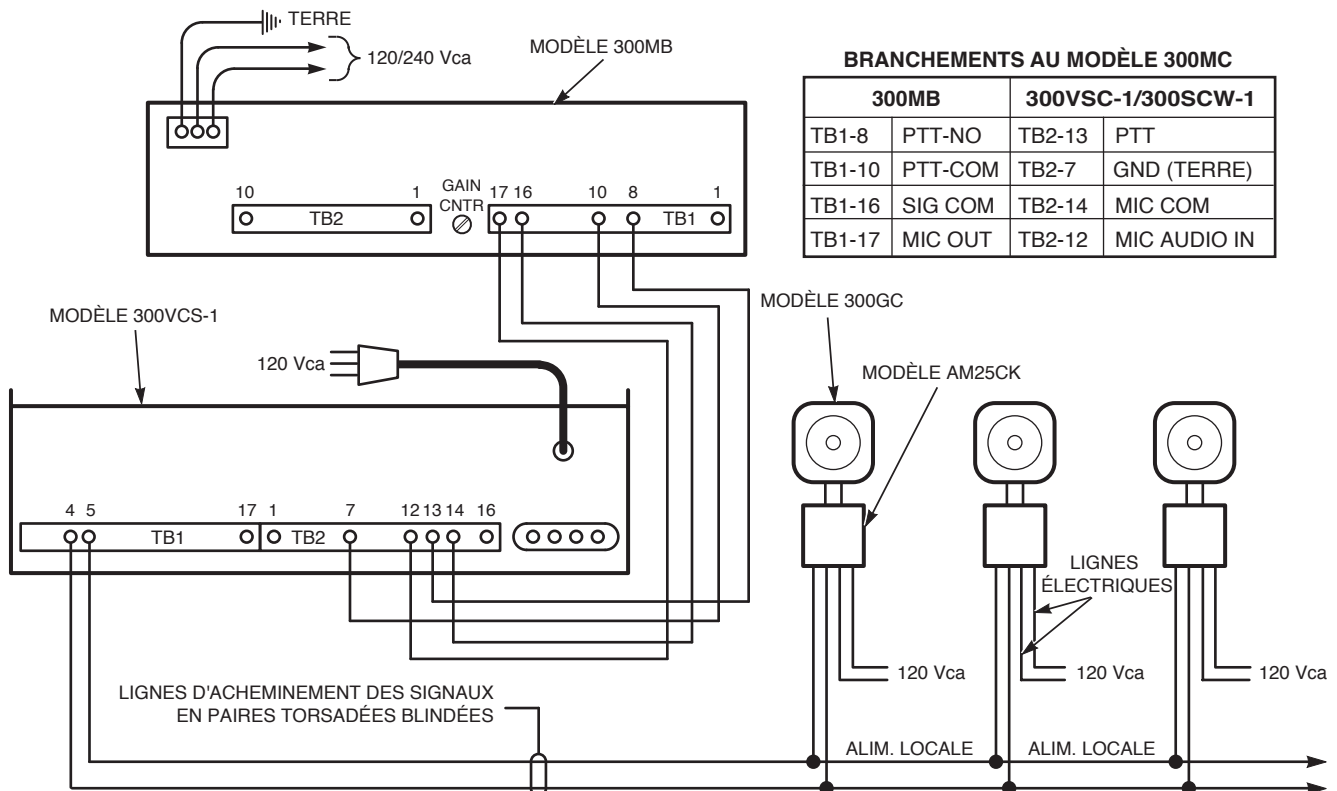 TERRE
120/240 Vca
MODÈLE 300MB
BRANCHEMENTS AU MODÈLE 300MC
300MB 300VSC-1/300SCW-1
TB1-8 PTT-NO TB2-13 PTT
TB1-10 PTT-COM TB2-7 GND (TERRE)
TB1-16 SIG COM TB2-14 MIC COM
TB1-17 MIC OUT TB2-12 MIC AUDIO IN
10 1 GAIN 17 16 10 8 1
CNTR
TB2 TB1
MODÈLE 300VCS-1
120 Vca
MODÈLE 300GC
MODÈLE AM25CK
4 5 17 1 7 12 13 14 16
TB1 TB2
LIGNES
ÉLECTRIQUES
120 Vca 120 Vca 120 Vca
LIGNES D'ACHEMINEMENT DES SIGNAUX
EN PAIRES TORSADÉES BLINDÉES
ALIM. LOCALE ALIM. LOCALE